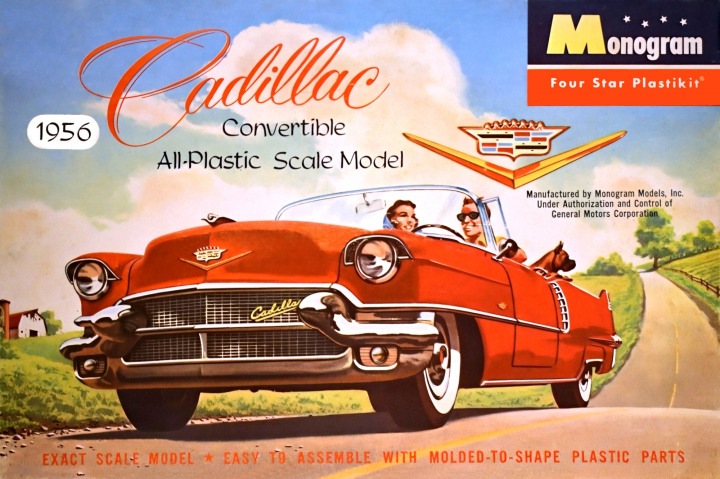 Cadillac
1956
Convertible
All-Plastic Scale Model
Monogram
Four Star Plastikit®
Manufactured by Monogram Models, Inc.
Under Authorization and Control of
General Motors Corporation
Cadillac
EXACT SCALE MODEL ★ EASY TO ASSEMBLE WITH MOLDED-TO-SHAPE PLASTIC PARTS